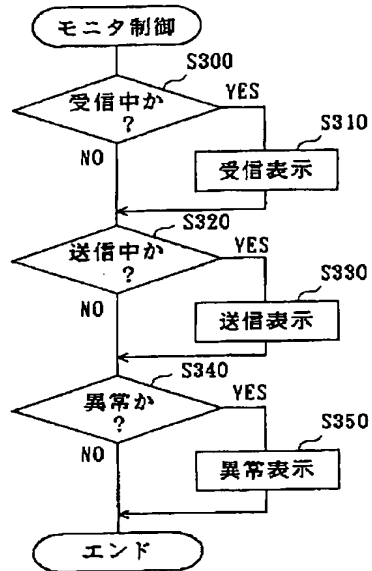 モニタ制御
S300
受信中か
?
YES
NO
S310
受信表示
S320
送信中か
?
YES
NO
S330
送信表示
S340
異常か
?
YES
NO
S350
異常表示
エンド